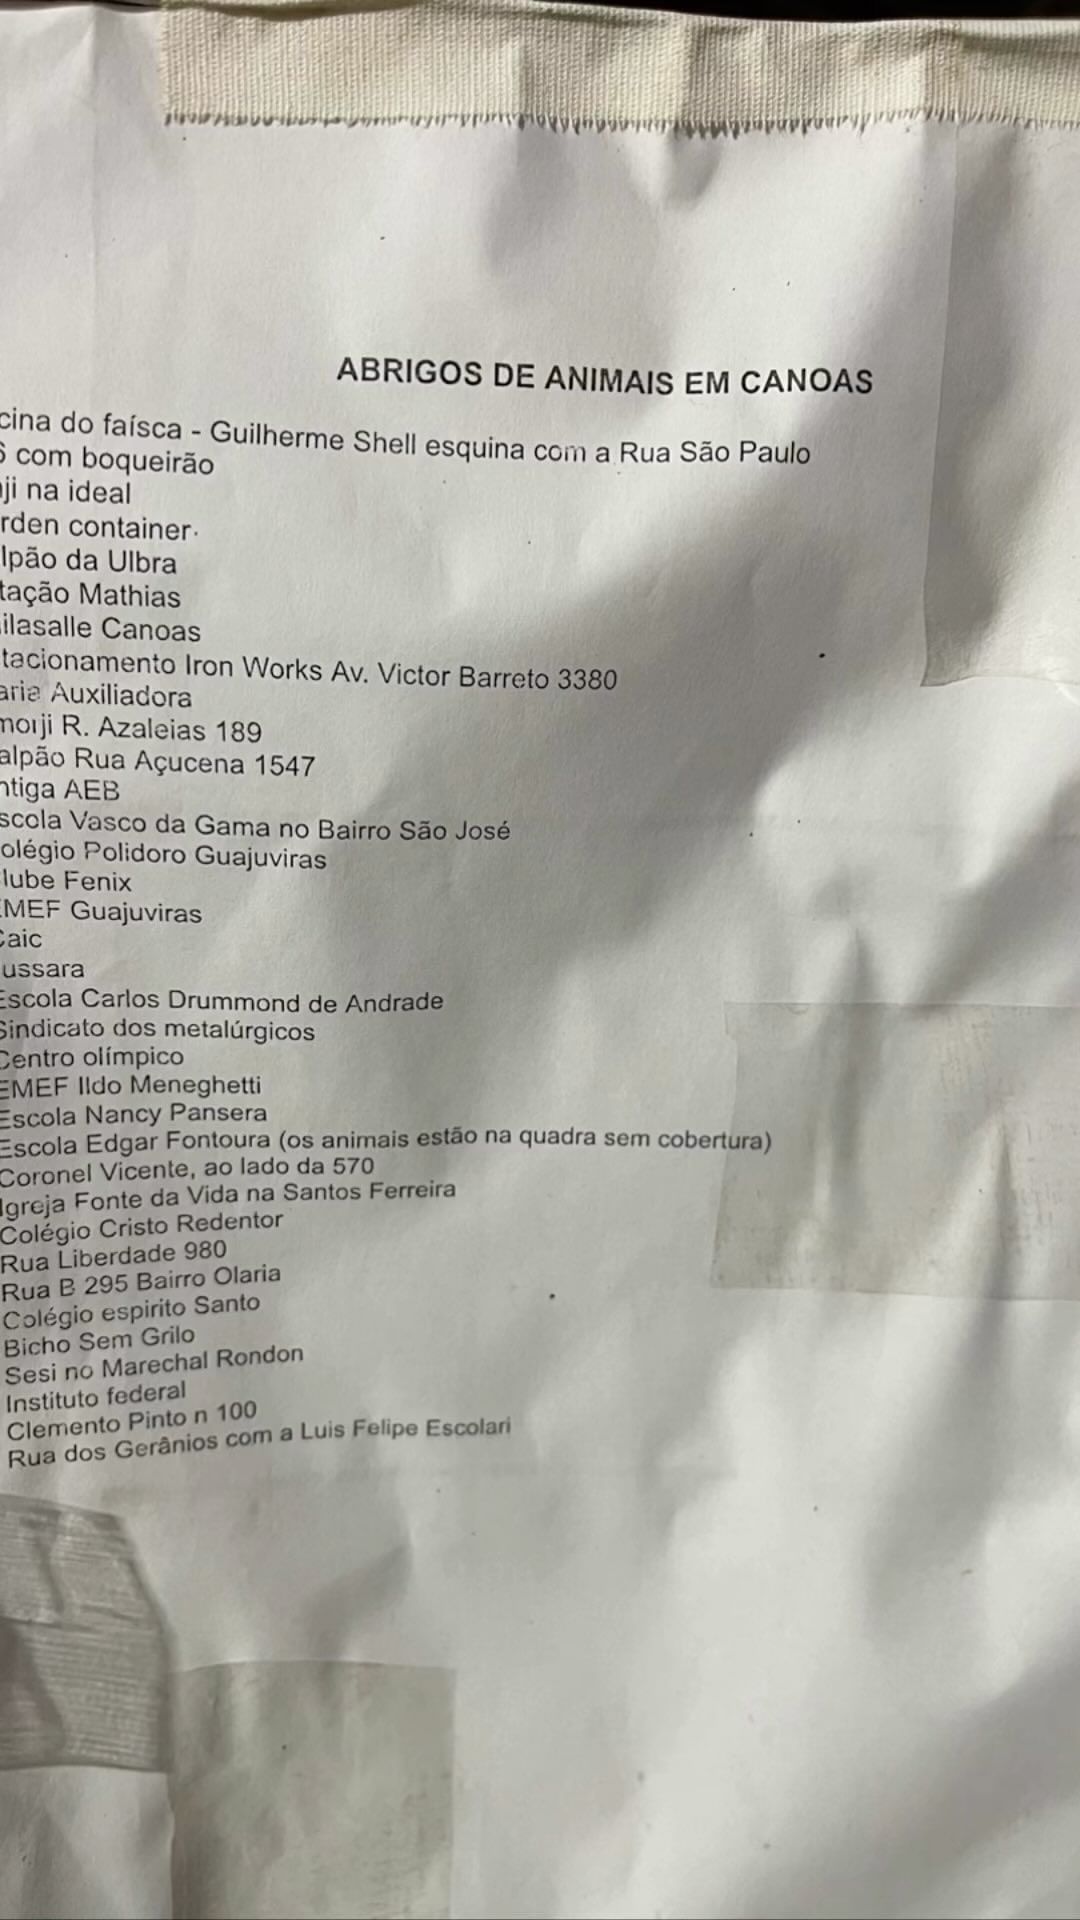 ABRIGOS DE ANIMAIS EM CANOAS
cina do faísca - Guilherme Shell esquina com a Rua São Paulo
6 com boqueirão
ji na ideal
rden container.
lpão da Ulbra
tação Mathias
ilasalle Canoas
tacionamento Iron Works Av. Victor Barreto 3380
aria Auxiliadora
R. Azaleias 189
alpão Rua Açucena 1547
ntiga AEB
scola Vasco da Gama no Bairro São José
olégio Polidoro Guajuviras
lube Fenix
EMEF Guajuviras
Caic
ussara
Escola Carlos Drummond de Andrade
Sindicato dos metalúrgicos
Centro olímpico
EMEF Ildo Meneghetti
Escola Nancy Pansera
Escola Edgar Fontoura (os animais estão na quadra sem cobertura)
Coronel Vicente, ao lado da 570
Igreja Fonte da Vida na Santos Ferreira
Colégio Cristo Redentor
Rua Liberdade 980
Rua B 295 Bairro Olaria
Colégio espirito Santo
Bicho Sem Grilo
Sesi no Marechal Rondon
Instituto federal
Clemento Pinto n 100
Rua dos Gerânios com a Luis Felipe Escolari